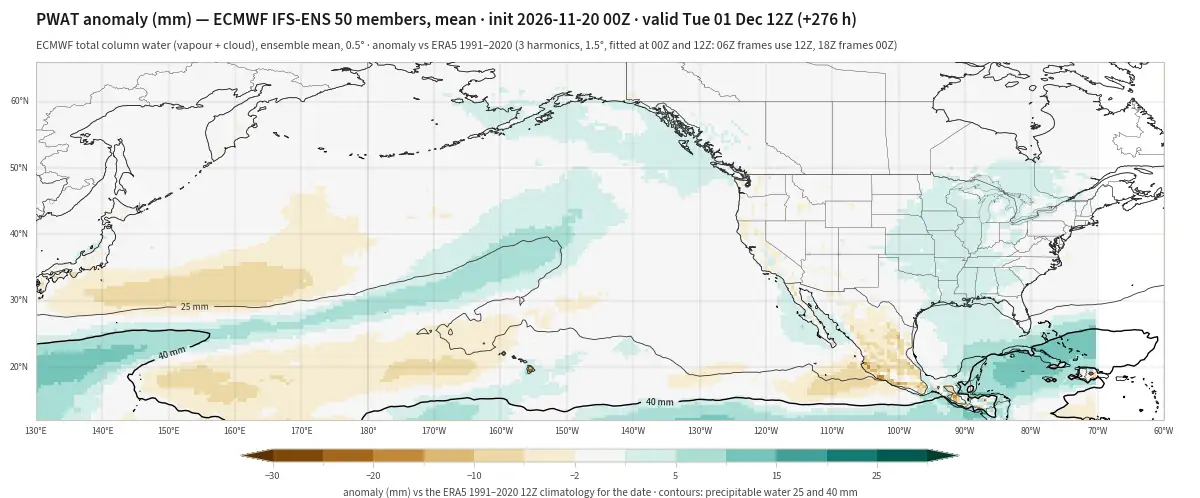 PWAT anomaly (mm) — ECMWF IFS-ENS 50 members, mean · init 2026-11-20 00Z · valid Tue 01 Dec 12Z (+276 h)
ECMWF total column water (vapour + cloud), ensemble mean, 0.5° · anomaly vs ERA5 1991–2020 (3 harmonics, 1.5°, fitted at 00Z and 12Z: 06Z frames use 12Z, 18Z frames 00Z)
60°N
50°N
40°N
30°N
20°N
25 mm
40 mm
40 mm
130°E 140°E 150°E 160°E 170°E 180° 170°W 160°W 150°W 140°W 130°W 120°W 110°W 100°W 90°W 80°W 70°W 60°W
−30 −20 −10 −2 5 15 25
anomaly (mm) vs the ERA5 1991–2020 12Z climatology for the date · contours: precipitable water 25 and 40 mm